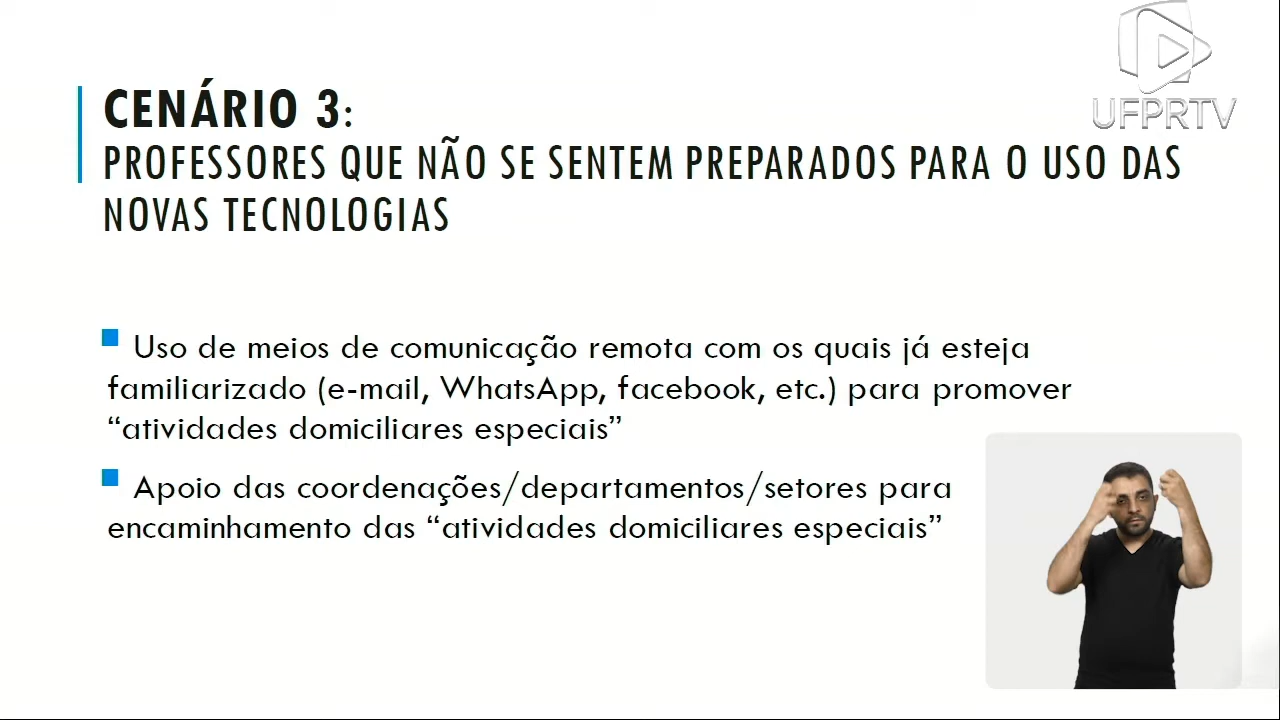 UFPRTV
CENÁRIO 3:
PROFESSORES QUE NÃO SE SENTEM PREPARADOS PARA O USO DAS
NOVAS TECNOLOGIAS
Uso de meios de comunicação remota com os quais já esteja
familiarizado (e-mail, WhatsApp, facebook, etc.) para promover
“atividades domiciliares especiais”
Apoio das coordenações/departamentos/setores para
encaminhamento das “atividades domiciliares especiais”